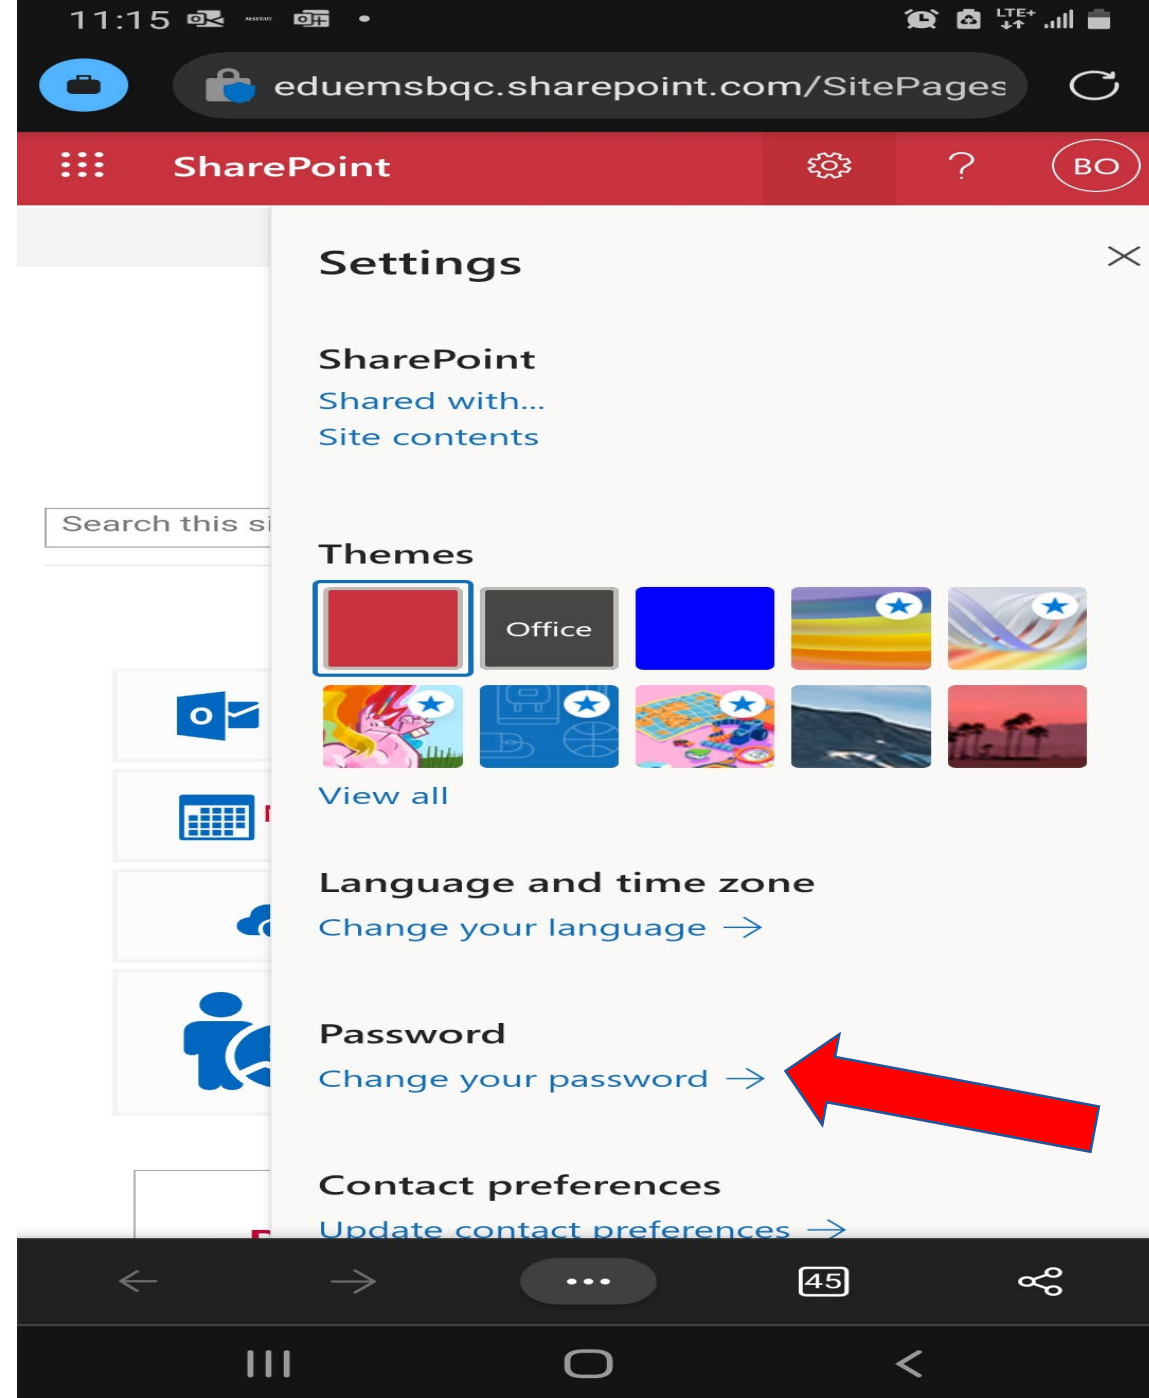 11:15
LTE+
eduemsbqc.sharepoint.com/SitePages
SharePoint
?
BO
Settings
SharePoint
Shared with...
Site contents
Search this si
Themes
Office
View all
Language and time zone
Change your language →
Password
Change your password →
Contact preferences
Update contact preferences →
45